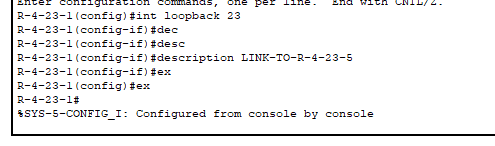 Enter configuration commands, one per line.  End with CNTL/Z.
R-4-23-1(config)#int loopback 23
R-4-23-1(config-if)#dec
R-4-23-1(config-if)#desc
R-4-23-1(config-if)#description LINK-TO-R-4-23-5
R-4-23-1(config-if)#ex
R-4-23-1(config)#ex
R-4-23-1#
%SYS-5-CONFIG_I: Configured from console by console